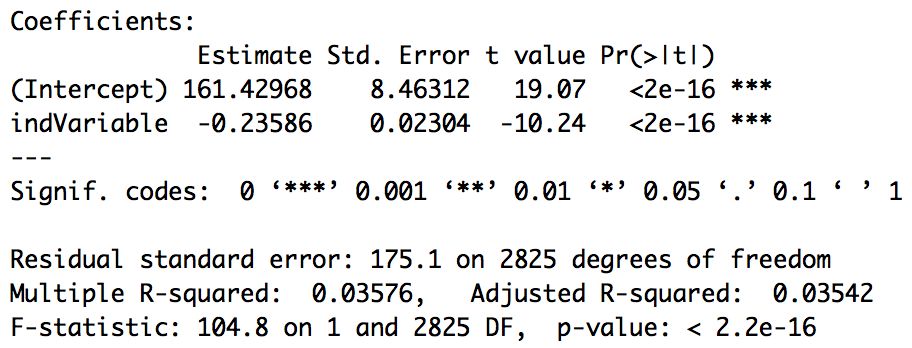 Coefficients:
Estimate Std. Error t value Pr(>|t|)
(Intercept) 161.42968 8.46312 19.07 <2e-16 ***
indVariable -0.23586 0.02304 -10.24 <2e-16 ***
---
Signif. codes: 0 ‘***’ 0.001 ‘**’ 0.01 ‘*’ 0.05 ‘.’ 0.1 ‘ ’ 1
Residual standard error: 175.1 on 2825 degrees of freedom
Multiple R-squared: 0.03576, Adjusted R-squared: 0.03542
F-statistic: 104.8 on 1 and 2825 DF, p-value: < 2.2e-16